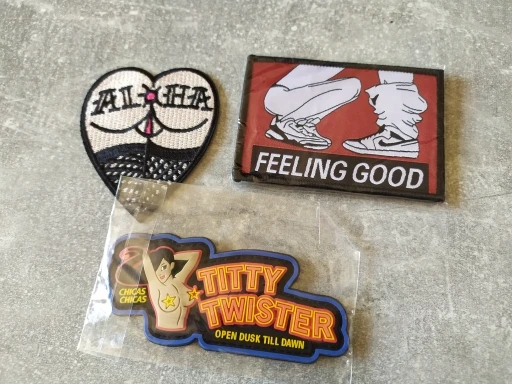 ALOHA
FEELING GOOD
CHICAS
CHICAS
TITTY
TWISTER
OPEN DUSK TILL DAWN